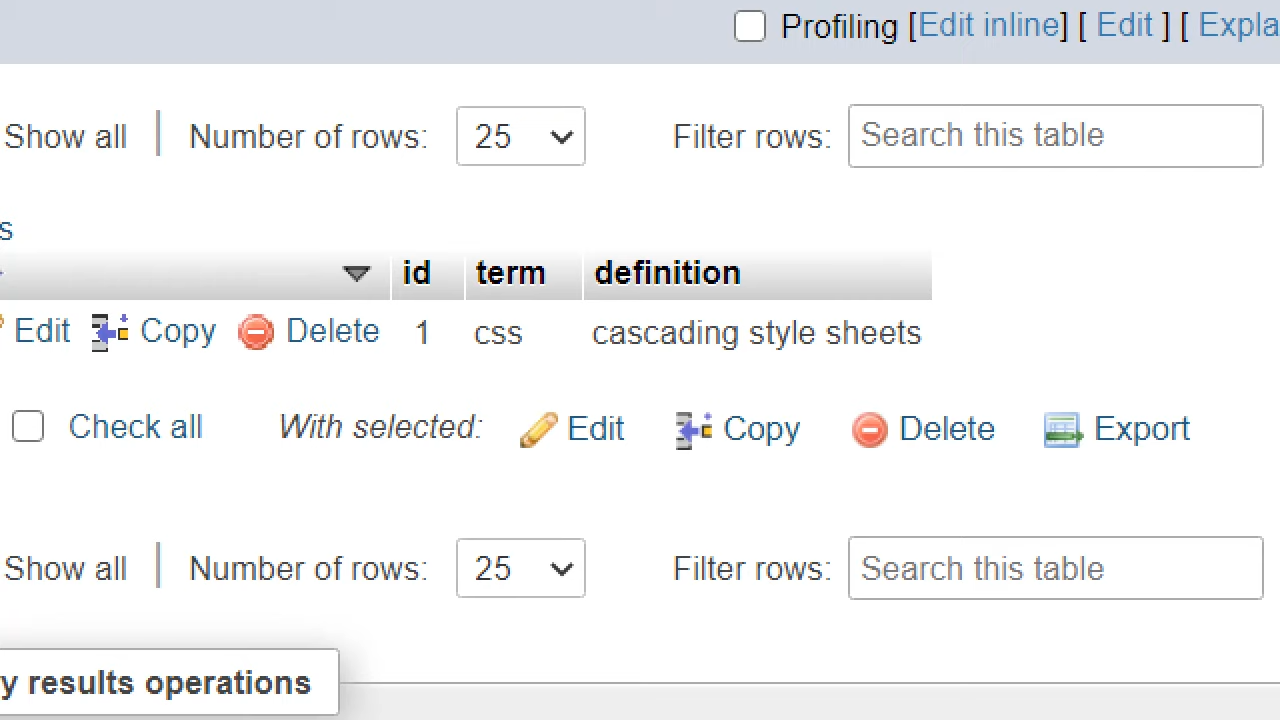 Profiling [Edit inline] [ Edit ] [ Expla
Show all Number of rows: 25 Filter rows: Search this table
s
id term definition
Edit Copy Delete 1 css cascading style sheets
Check all With selected: Edit Copy Delete Export
Show all Number of rows: 25 Filter rows: Search this table
y results operations